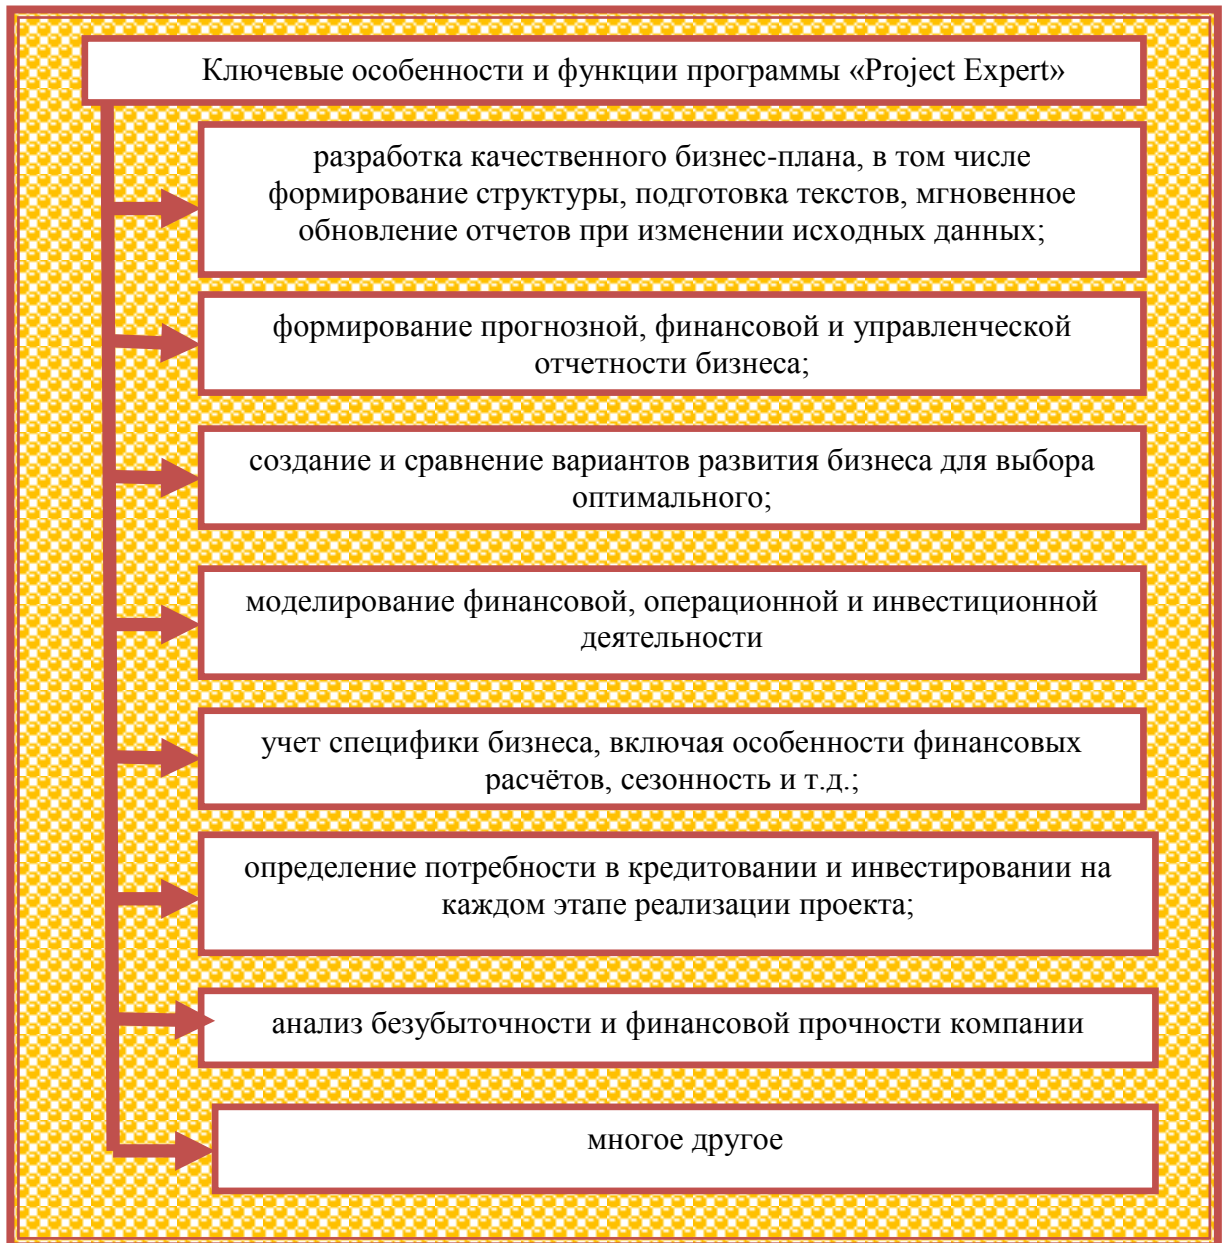 Ключевые особенности и функции программы «Project Expert»
разработка качественного бизнес-плана, в том числе
формирование структуры, подготовка текстов, мгновенное
обновление отчетов при изменении исходных данных;
формирование прогнозной, финансовой и управленческой
отчетности бизнеса;
создание и сравнение вариантов развития бизнеса для выбора
оптимального;
моделирование финансовой, операционной и инвестиционной
деятельности
учет специфики бизнеса, включая особенности финансовых
расчётов, сезонность и т.д.;
определение потребности в кредитовании и инвестировании на
каждом этапе реализации проекта;
анализ безубыточности и финансовой прочности компании
многое другое